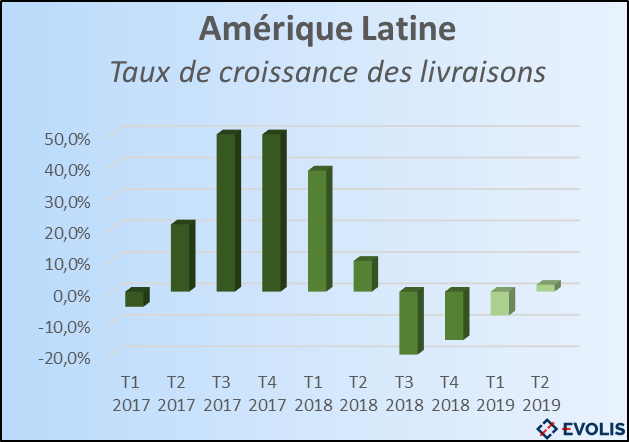 Amérique Latine
Taux de croissance des livraisons
50,0%
40,0%
30,0%
20,0%
10,0%
0,0%
-10,0%
-20,0%
T1 T2 T3 T4 T1 T2 T3 T4 T1 T2
2017 2017 2017 2017 2018 2018 2018 2018 2019 2019
EVOLIS